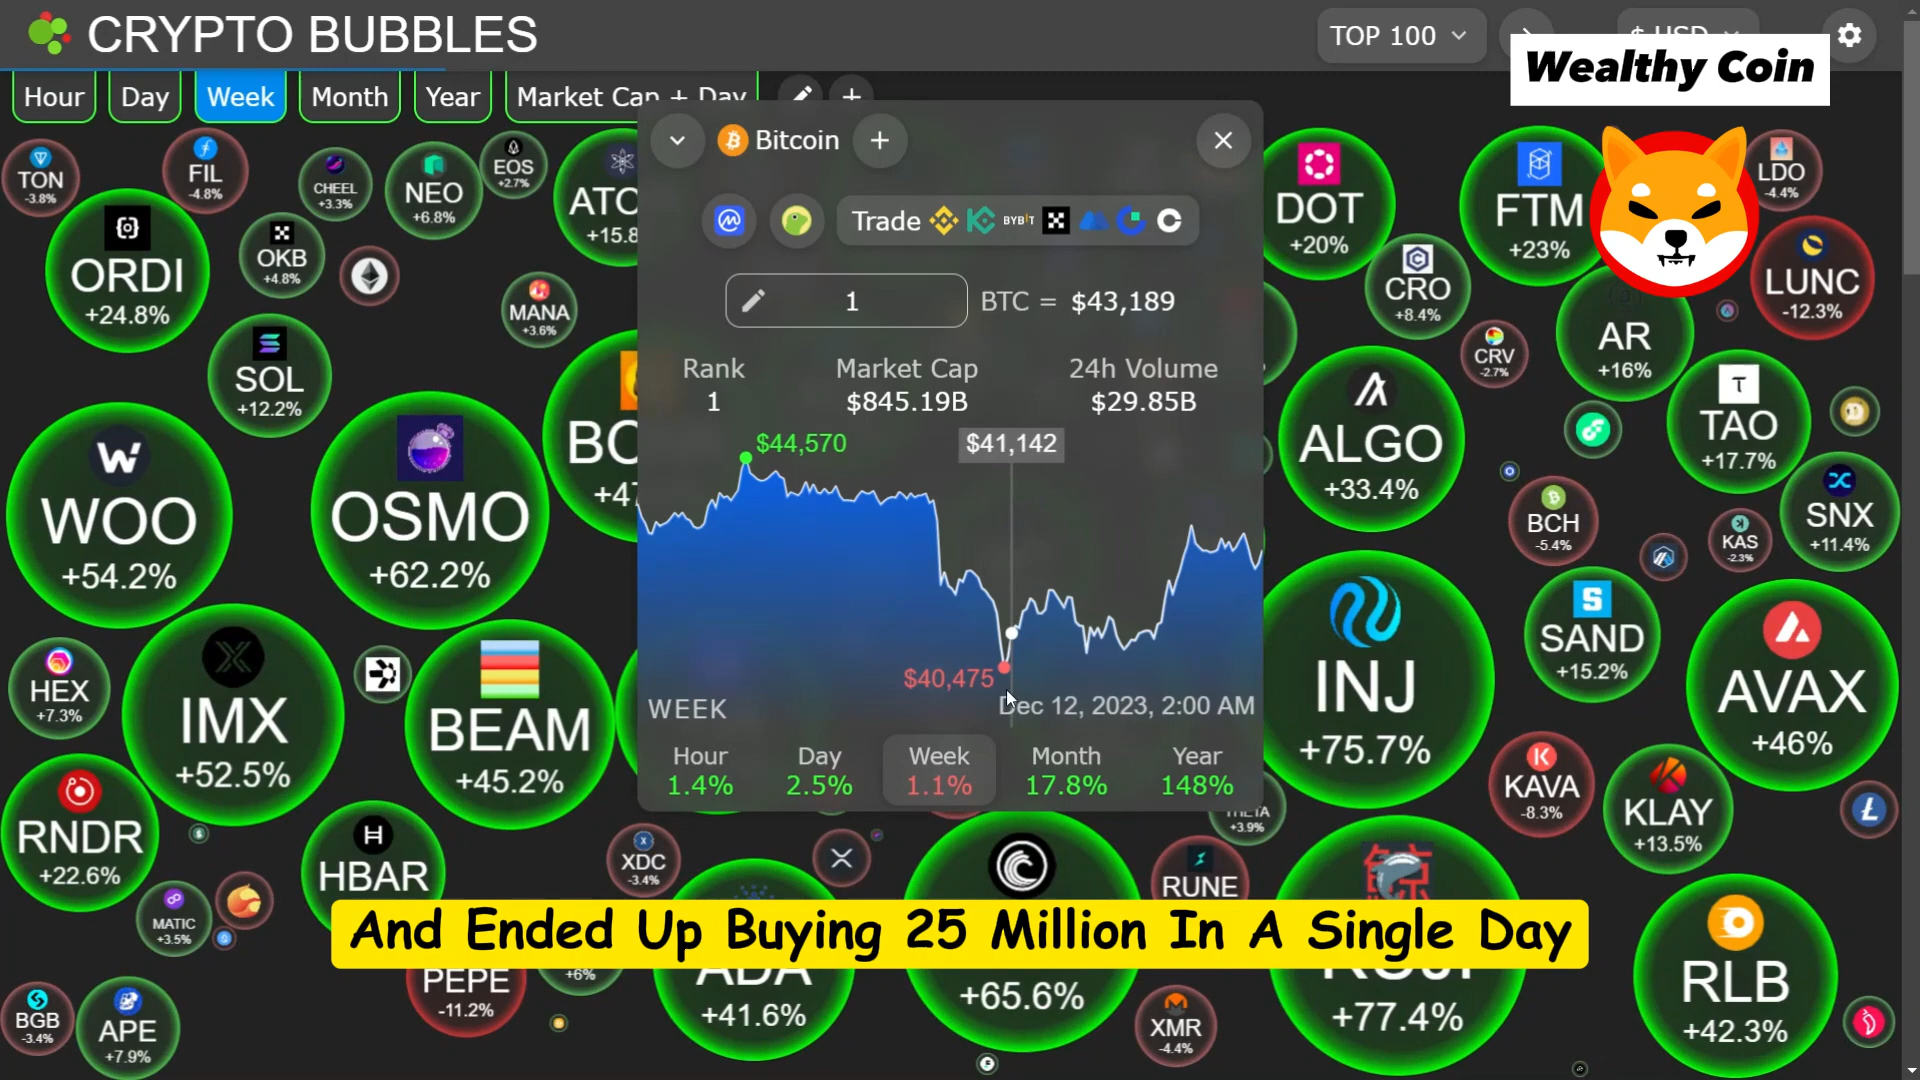 CRYPTO BUBBLES
TOP 100
Wealthy Coin
Hour
Day
Week
Month
Year
Market Cap + Day
Bitcoin
Trade
BYBIT
1
BTC = $43,189
Rank
1
Market Cap
$845.19B
24h Volume
$29.85B
$44,570
$41,142
$40,475
WEEK
Dec 12, 2023, 2:00 AM
Hour
1.4%
Day
2.5%
Week
1.1%
Month
17.8%
Year
148%
TON
-3.8%
FIL
-4.8%
CHEEL
+3.3%
NEO
+6.8%
EOS
+2.7%
ORDI
+24.8%
OKB
+4.8%
MANA
+3.6%
SOL
+12.2%
WOO
+54.2%
OSMO
+62.2%
HEX
+7.3%
IMX
+52.5%
BEAM
+45.2%
RNDR
+22.6%
HBAR
MATIC
+3.5%
BGB
-3.4%
APE
+7.9%
PEPE
-11.2%
+6%
XDC
-3.4%
ADA
+41.6%
+65.6%
RUNE
XMR
-4.4%
+77.4%
DOT
+20%
FTM
+23%
LDO
-4.4%
CRO
+8.4%
LUNC
-12.3%
AR
+16%
CRV
-2.7%
ALGO
+33.4%
TAO
+17.7%
BCH
-5.4%
KAS
-2.3%
SNX
+11.4%
SAND
+15.2%
INJ
+75.7%
AVAX
+46%
KAVA
-8.3%
KLAY
+13.5%
THETA
+3.9%
RLB
+42.3%
And Ended Up Buying 25 Million In A Single Day